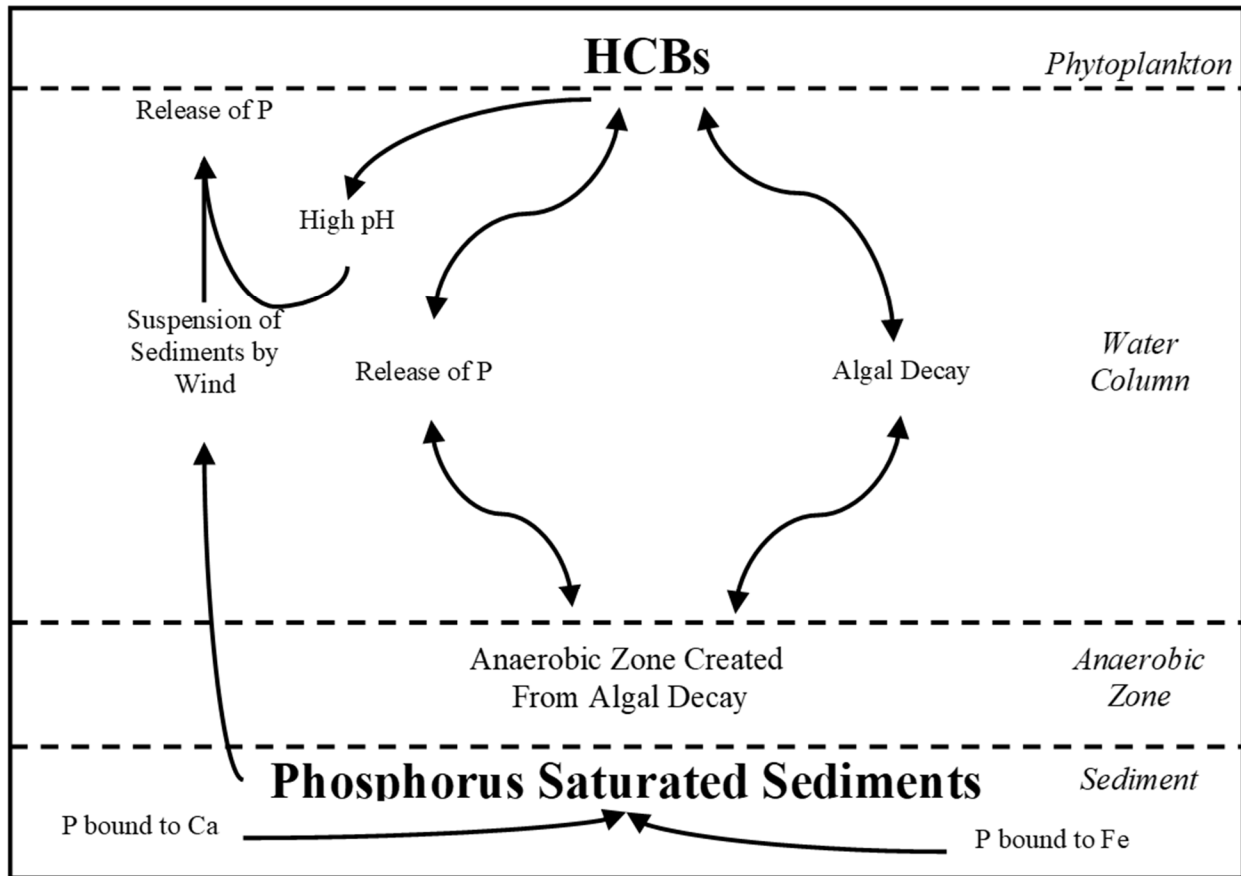 HCBs
Phytoplankton
Release of P
High pH
Suspension of
Sediments by
Wind
Release of P
Algal Decay
Water
Column
Anaerobic Zone Created
From Algal Decay
Anaerobic
Zone
Phosphorus Saturated Sediments
Sediment
P bound to Ca
P bound to Fe